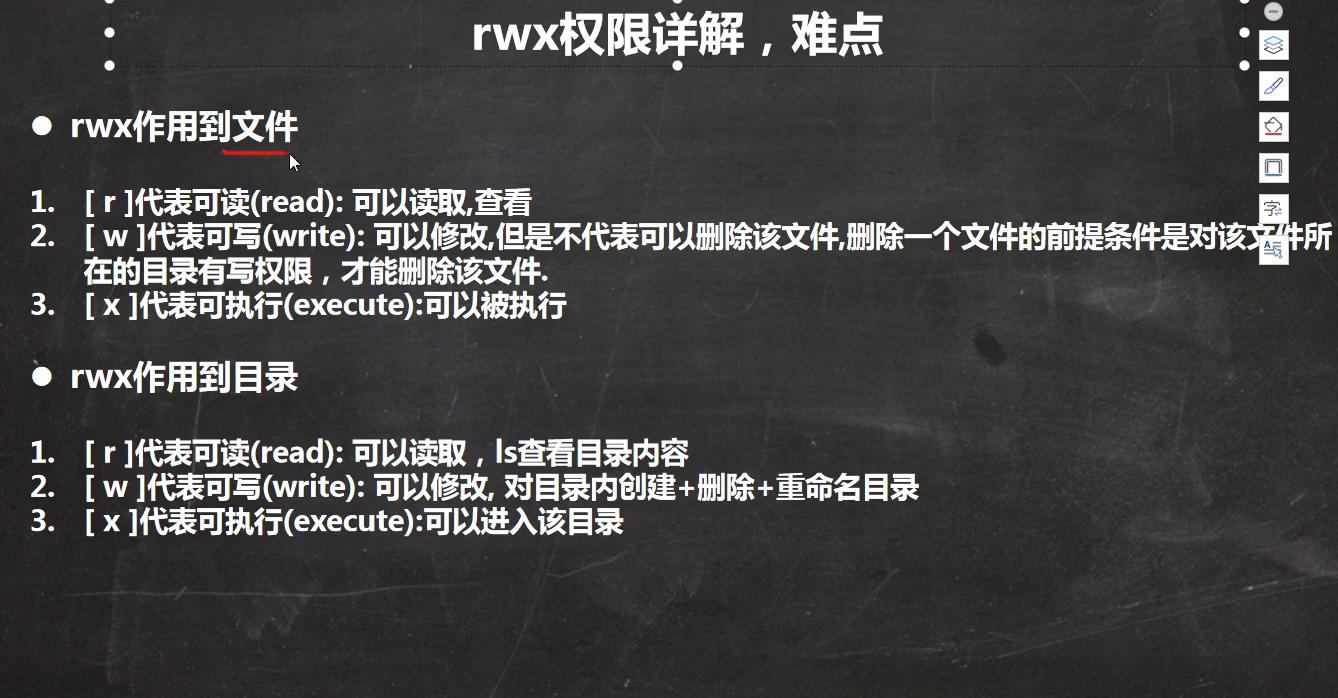 rwx权限详解，难点
● rwx作用到文件
1. [ r ]代表可读(read): 可以读取,查看
2. [ w ]代表可写(write): 可以修改,但是不代表可以删除该文件,删除一个文件的前提条件是对该文件所
在的目录有写权限，才能删除该文件.
3. [ x ]代表可执行(execute):可以被执行
● rwx作用到目录
1. [ r ]代表可读(read): 可以读取，ls查看目录内容
2. [ w ]代表可写(write): 可以修改, 对目录内创建+删除+重命名目录
3. [ x ]代表可执行(execute):可以进入该目录
字
A